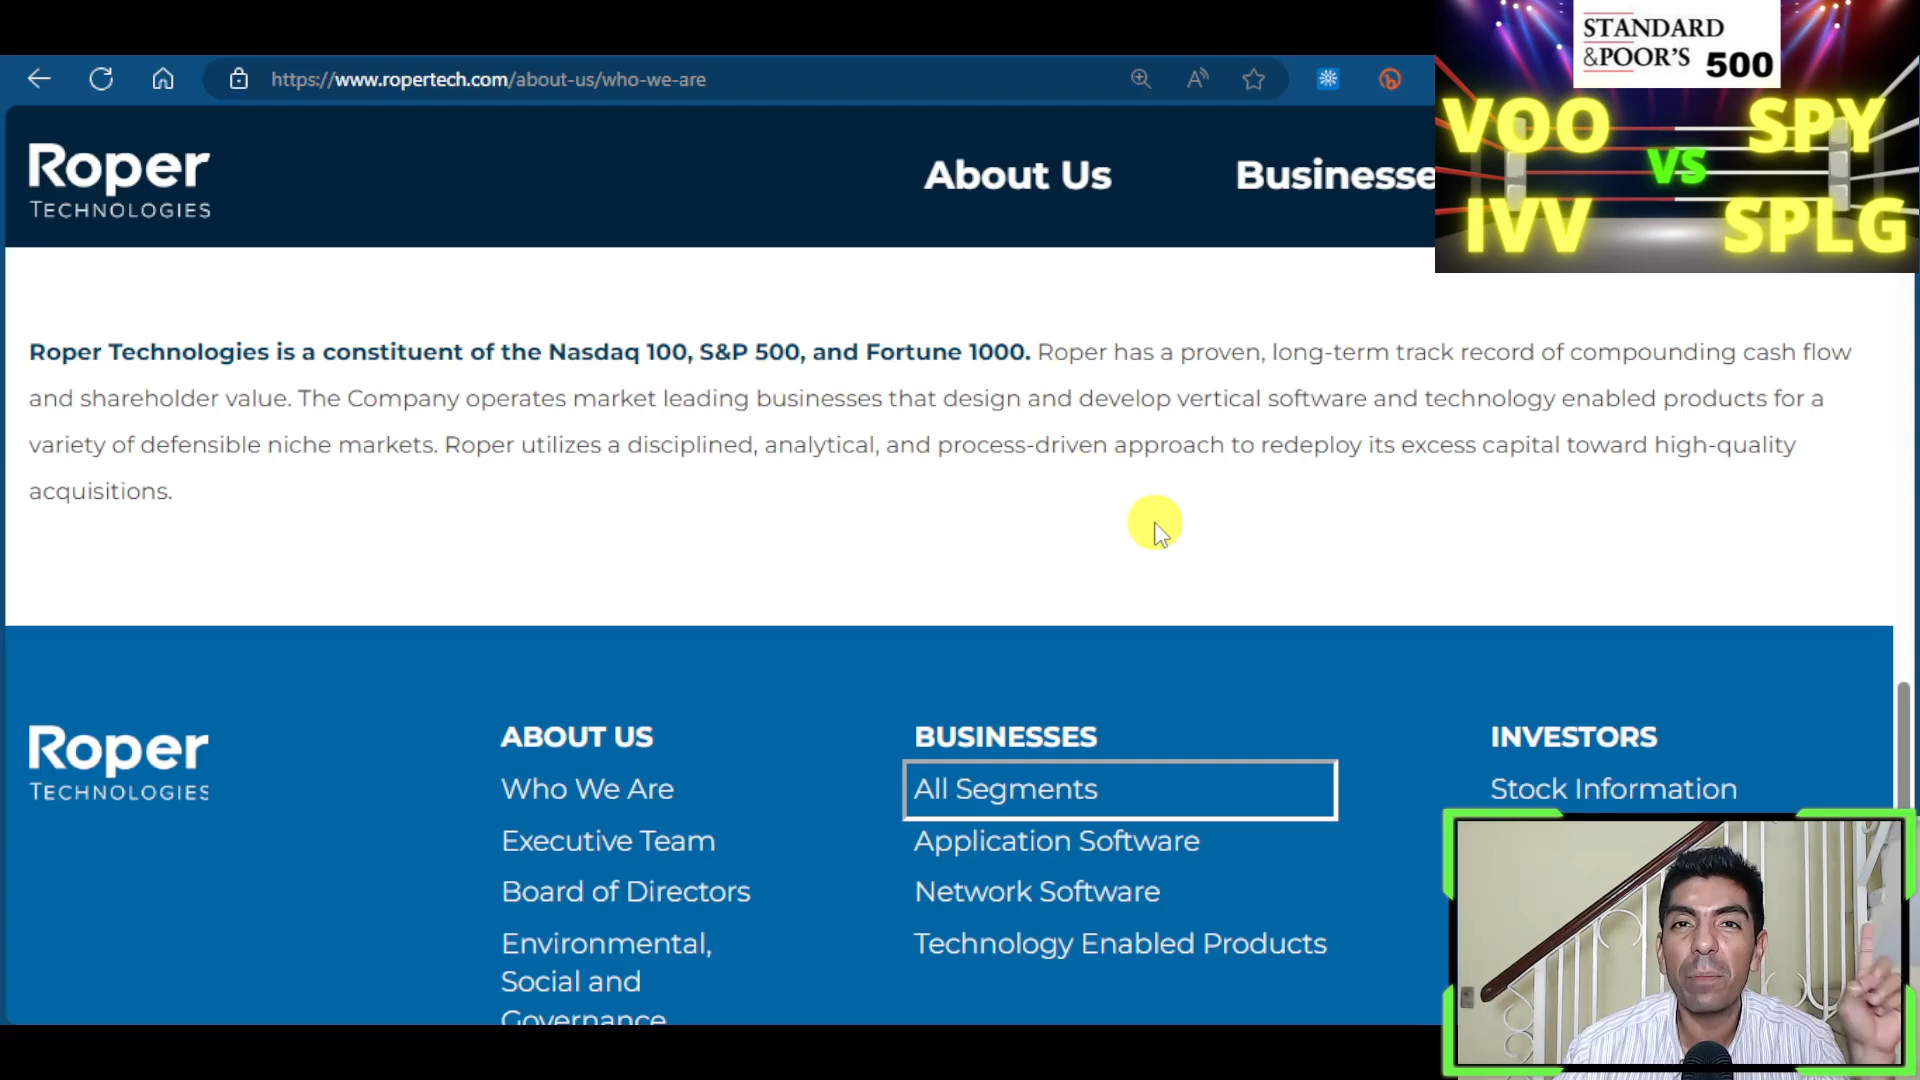 https://www.ropertech.com/about-us/who-we-are
STANDARD
&POOR'S 500
VOO
SPY
VS
IVV
SPLG
Roper
TECHNOLOGIES
About Us
Businesse
Roper Technologies is a constituent of the Nasdaq 100, S&P 500, and Fortune 1000. Roper has a proven, long-term track record of compounding cash flow
and shareholder value. The Company operates market leading businesses that design and develop vertical software and technology enabled products for a
variety of defensible niche markets. Roper utilizes a disciplined, analytical, and process-driven approach to redeploy its excess capital toward high-quality
acquisitions.
Roper
TECHNOLOGIES
ABOUT US
Who We Are
Executive Team
Board of Directors
Environmental,
Social and
Governance
BUSINESSES
All Segments
Application Software
Network Software
Technology Enabled Products
INVESTORS
Stock Information